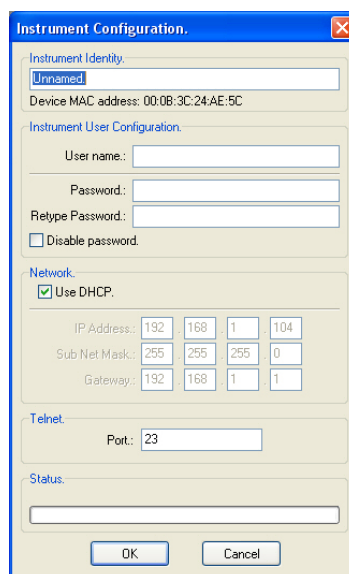 Instrument Configuration.
Instrument Identity.
Unnamed.
Device MAC address: 00:0B:3C:24:AE:5C
Instrument User Configuration.
User name.:
Password.:
Retype Password.:
Disable password.
Network.
Use DHCP.
IP Address.: 192 . 168 . 1 . 104
Sub Net Mask.: 255 . 255 . 255 . 0
Gateway.: 192 . 168 . 1 . 1
Telnet.
Port.: 23
Status.
OK Cancel